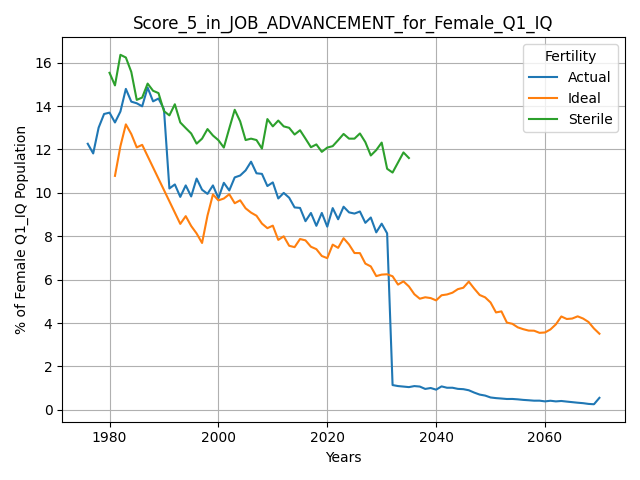 Score_5_in_JOB_ADVANCEMENT_for_Female_Q1_IQ
Fertility
Actual
Ideal
Sterile
% of Female Q1_IQ Population
16
14
12
10
8
6
4
2
0
1980 2000 2020 2040 2060
Years